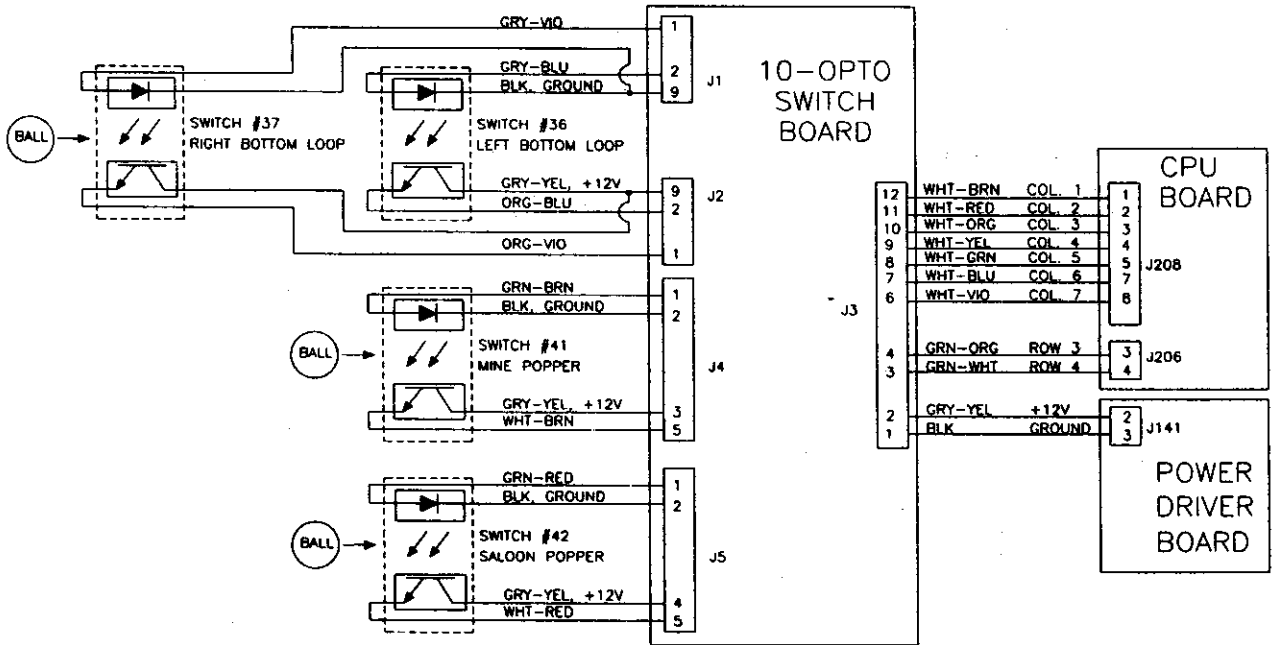 GRY-VIO
1
GRY-BLU
2
BLK, GROUND
9
J1
BALL
SWITCH #37
RIGHT BOTTOM LOOP
SWITCH #36
LEFT BOTTOM LOOP
GRY-YEL, +12V
9
ORG-BLU
2
J2
ORG-VIO
1
10-OPTO
SWITCH
BOARD
CPU
BOARD
12 WHT-BRN COL. 1 1
11 WHT-RED COL. 2 2
10 WHT-ORG COL. 3 3
9 WHT-YEL COL. 4 4
8 WHT-GRN COL. 5 5
7 WHT-BLU COL. 6 7
6 WHT-VIO COL. 7 8
J208
J3
4 GRN-ORG ROW 3 3
3 GRN-WHT ROW 4 4
J206
2 GRY-YEL +12V 2
1 BLK GROUND 3
J141
POWER
DRIVER
BOARD
GRN-BRN
1
BLK, GROUND
2
BALL
SWITCH #41
MINE POPPER
J4
GRY-YEL, +12V
3
WHT-BRN
5
GRN-RED
1
BLK, GROUND
2
BALL
SWITCH #42
SALOON POPPER
J5
GRY-YEL, +12V
4
WHT-RED
5